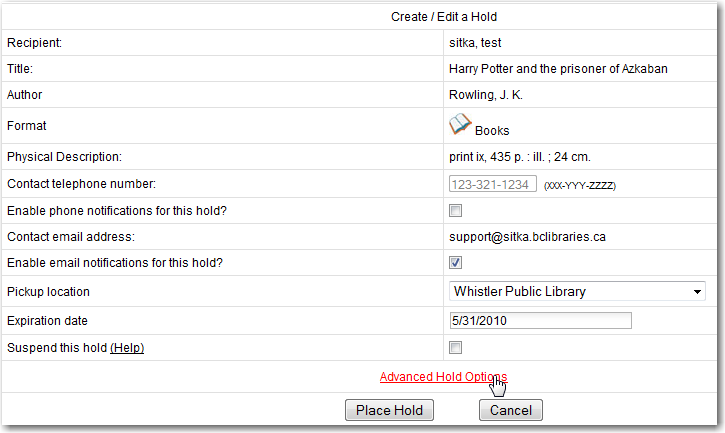 Create / Edit a Hold
Recipient: sitka, test
Title: Harry Potter and the prisoner of Azkaban
Author Rowling, J. K.
Format Books
Physical Description: print ix, 435 p. : ill. ; 24 cm.
Contact telephone number: 123-321-1234 (XXX-YYY-ZZZZ)
Enable phone notifications for this hold?
Contact email address: support@sitka.bclibraries.ca
Enable email notifications for this hold?
Pickup location Whistler Public Library
Expiration date 5/31/2010
Suspend this hold (Help)
Advanced Hold Options
Place Hold Cancel